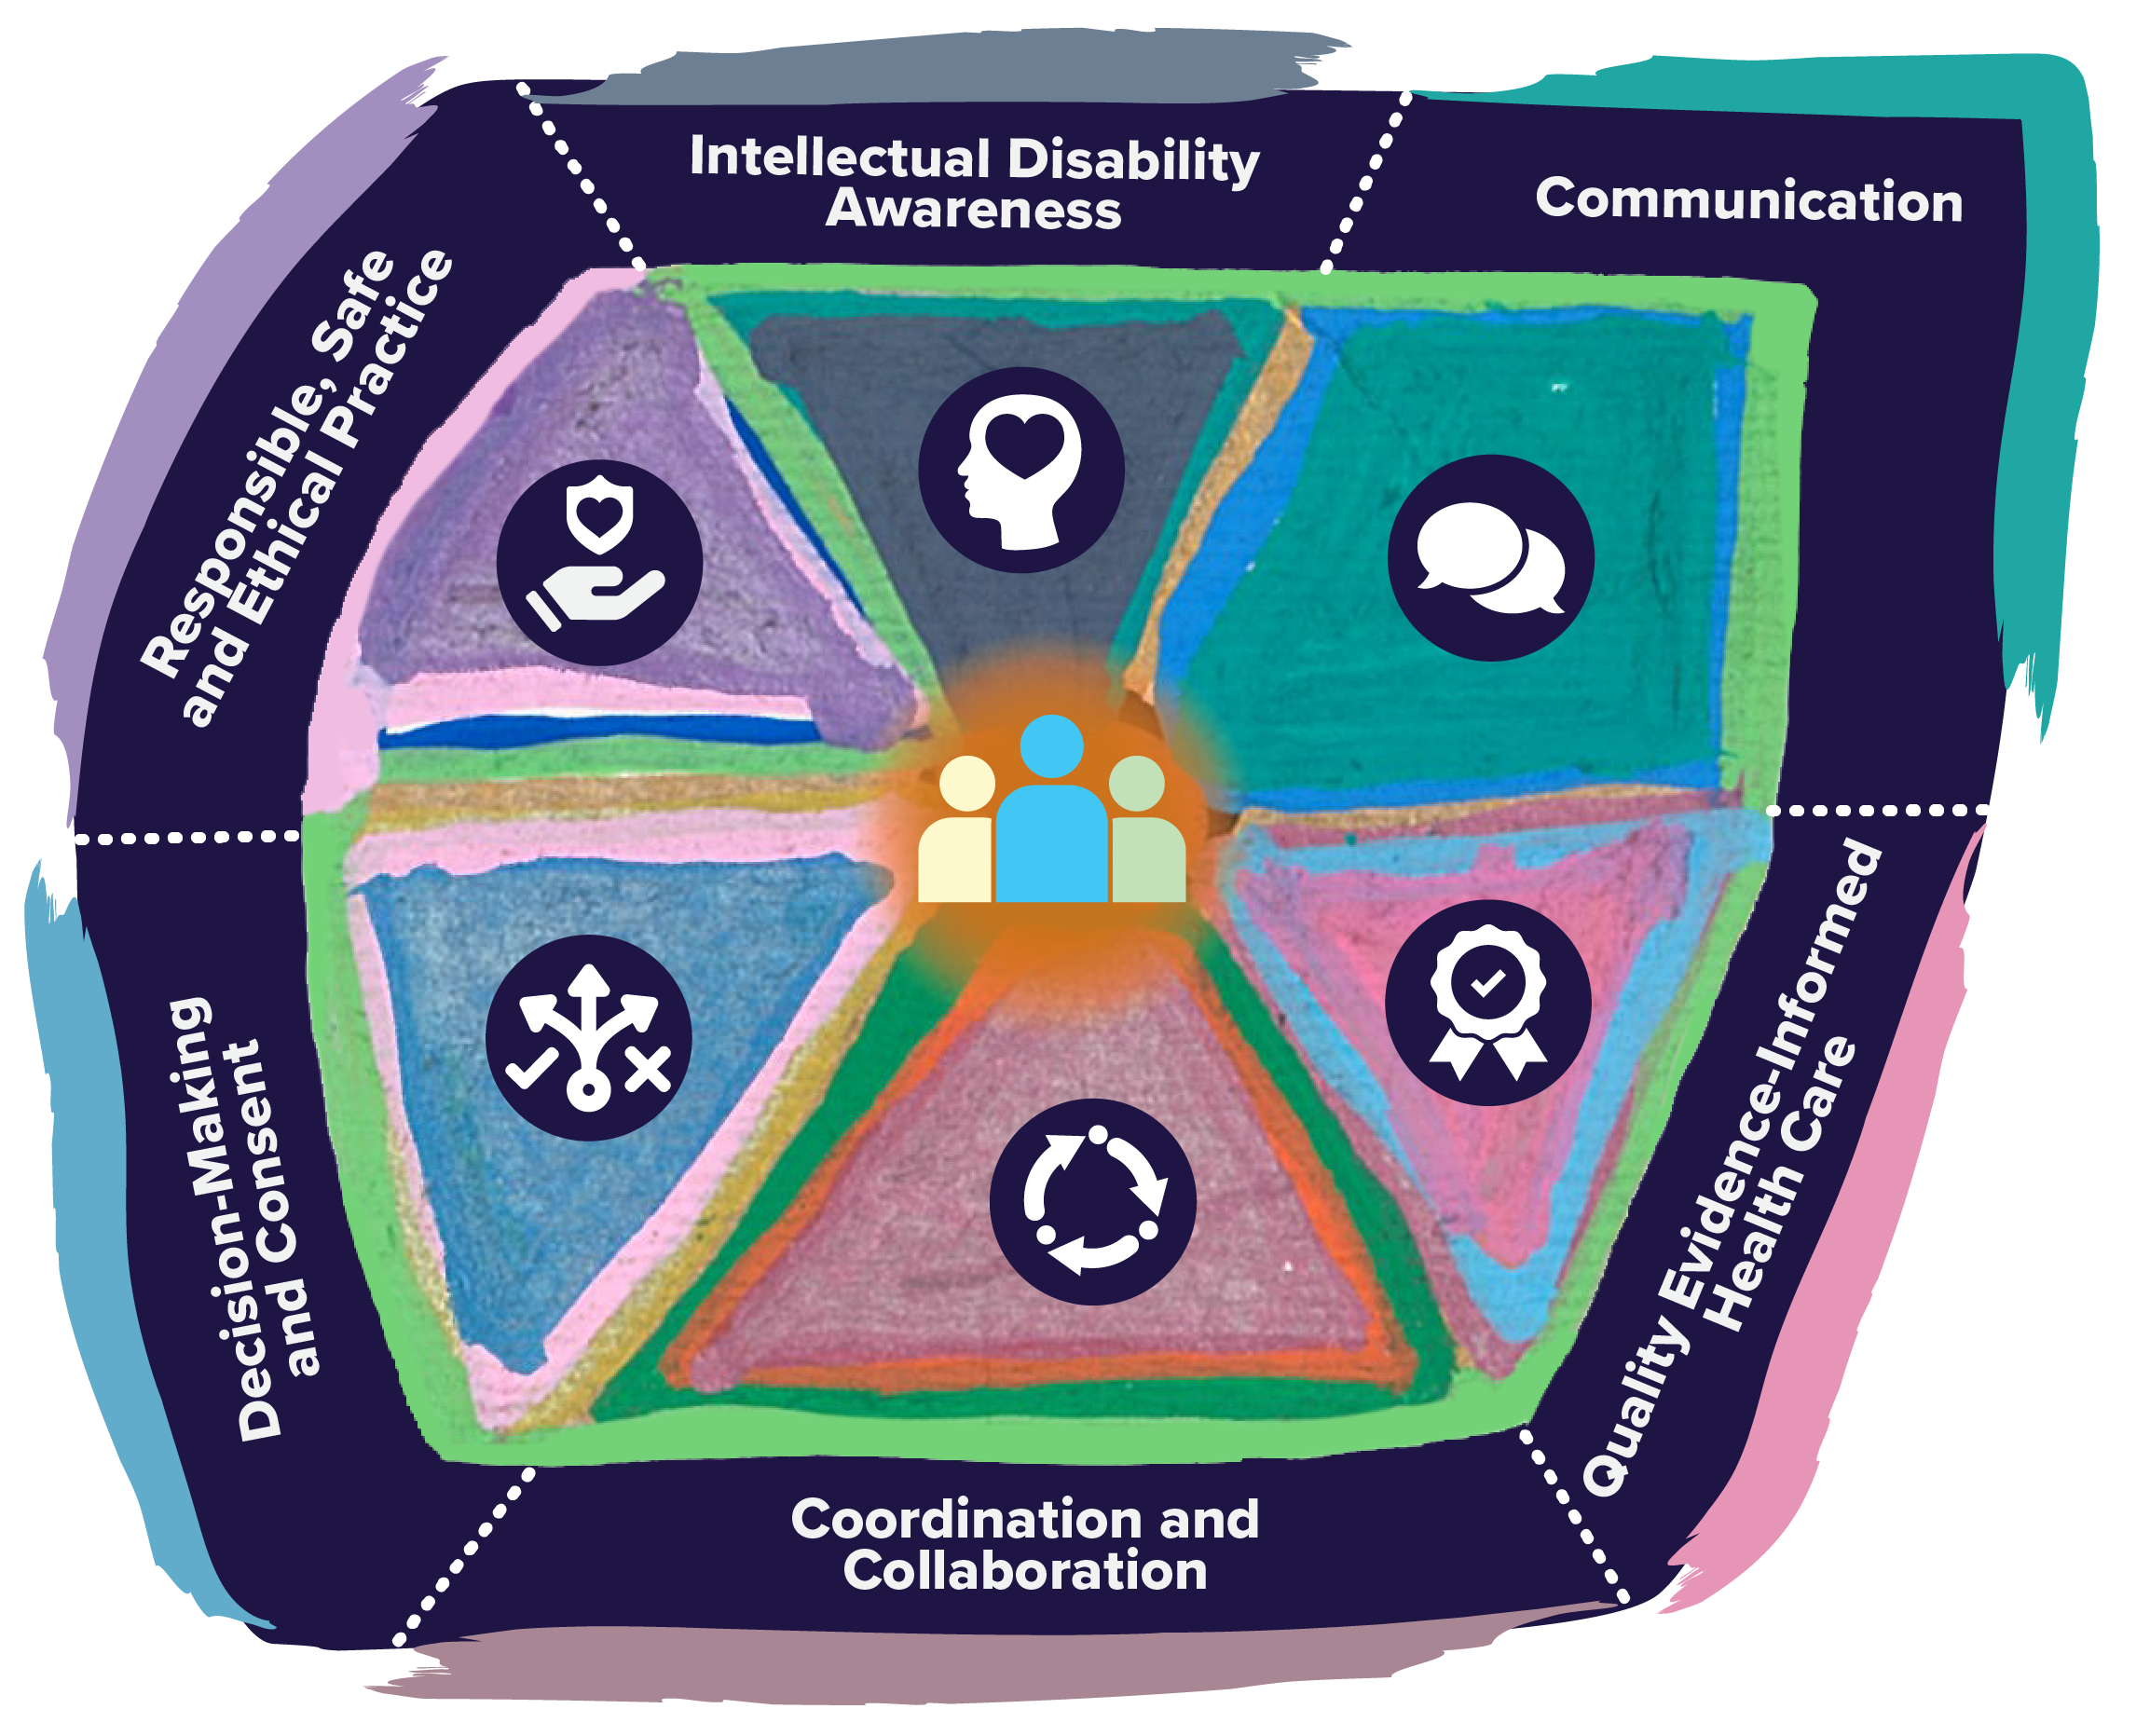 Intellectual Disability
Awareness
Communication
Quality Evidence-Informed
Health Care
Coordination and
Collaboration
Decision-Making
and Consent
Responsible, Safe
and Ethical Practice